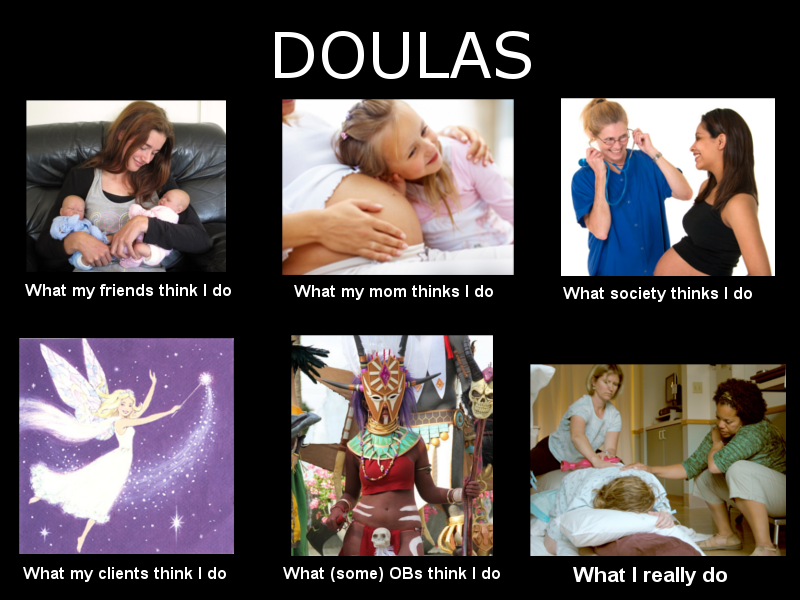 DOULAS
What my friends think I do
What my mom thinks I do
What society thinks I do
What my clients think I do
What (some) OBs think I do
What I really do